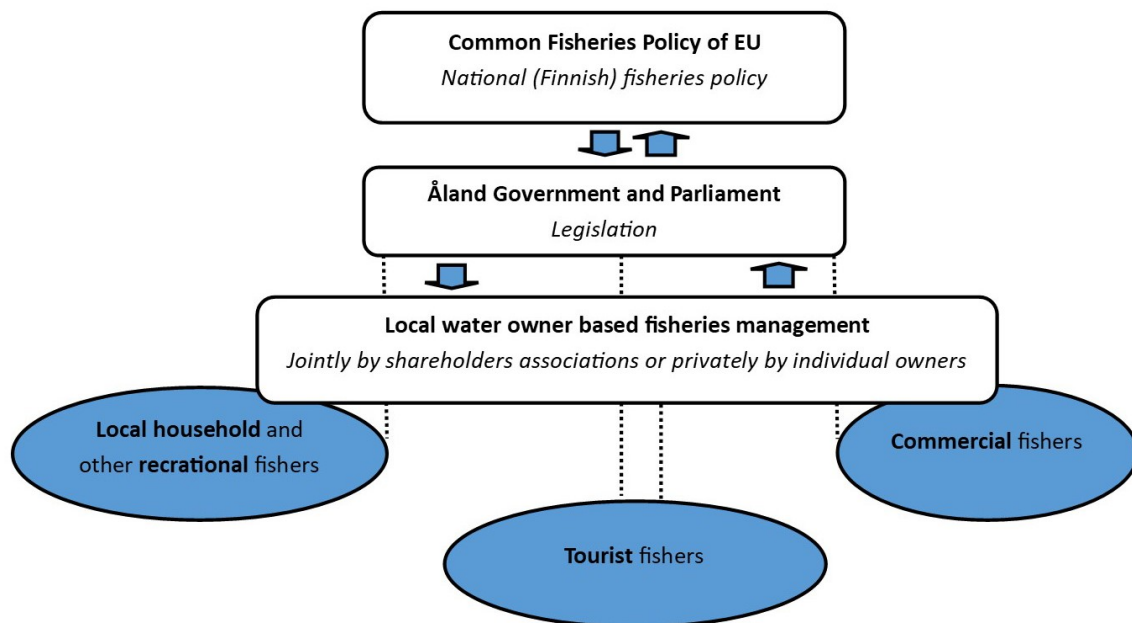 Common Fisheries Policy of EU
National (Finnish) fisheries policy
Åland Government and Parliament
Legislation
Local water owner based fisheries management
Jointly by shareholders associations or privately by individual owners
Local household and
other recrational fishers
Commercial fishers
Tourist fishers